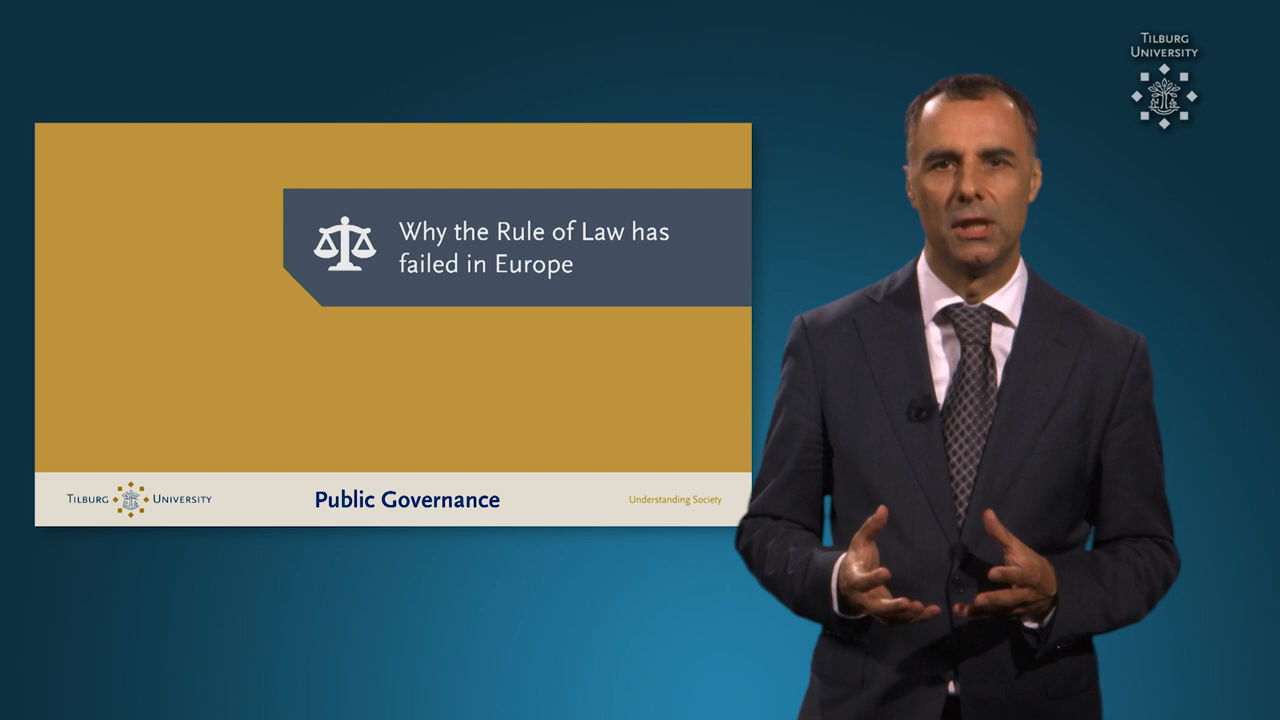 TILBURG
UNIVERSITY
Why the Rule of Law has
failed in Europe
TILBURG UNIVERSITY
Public Governance
Understanding Society